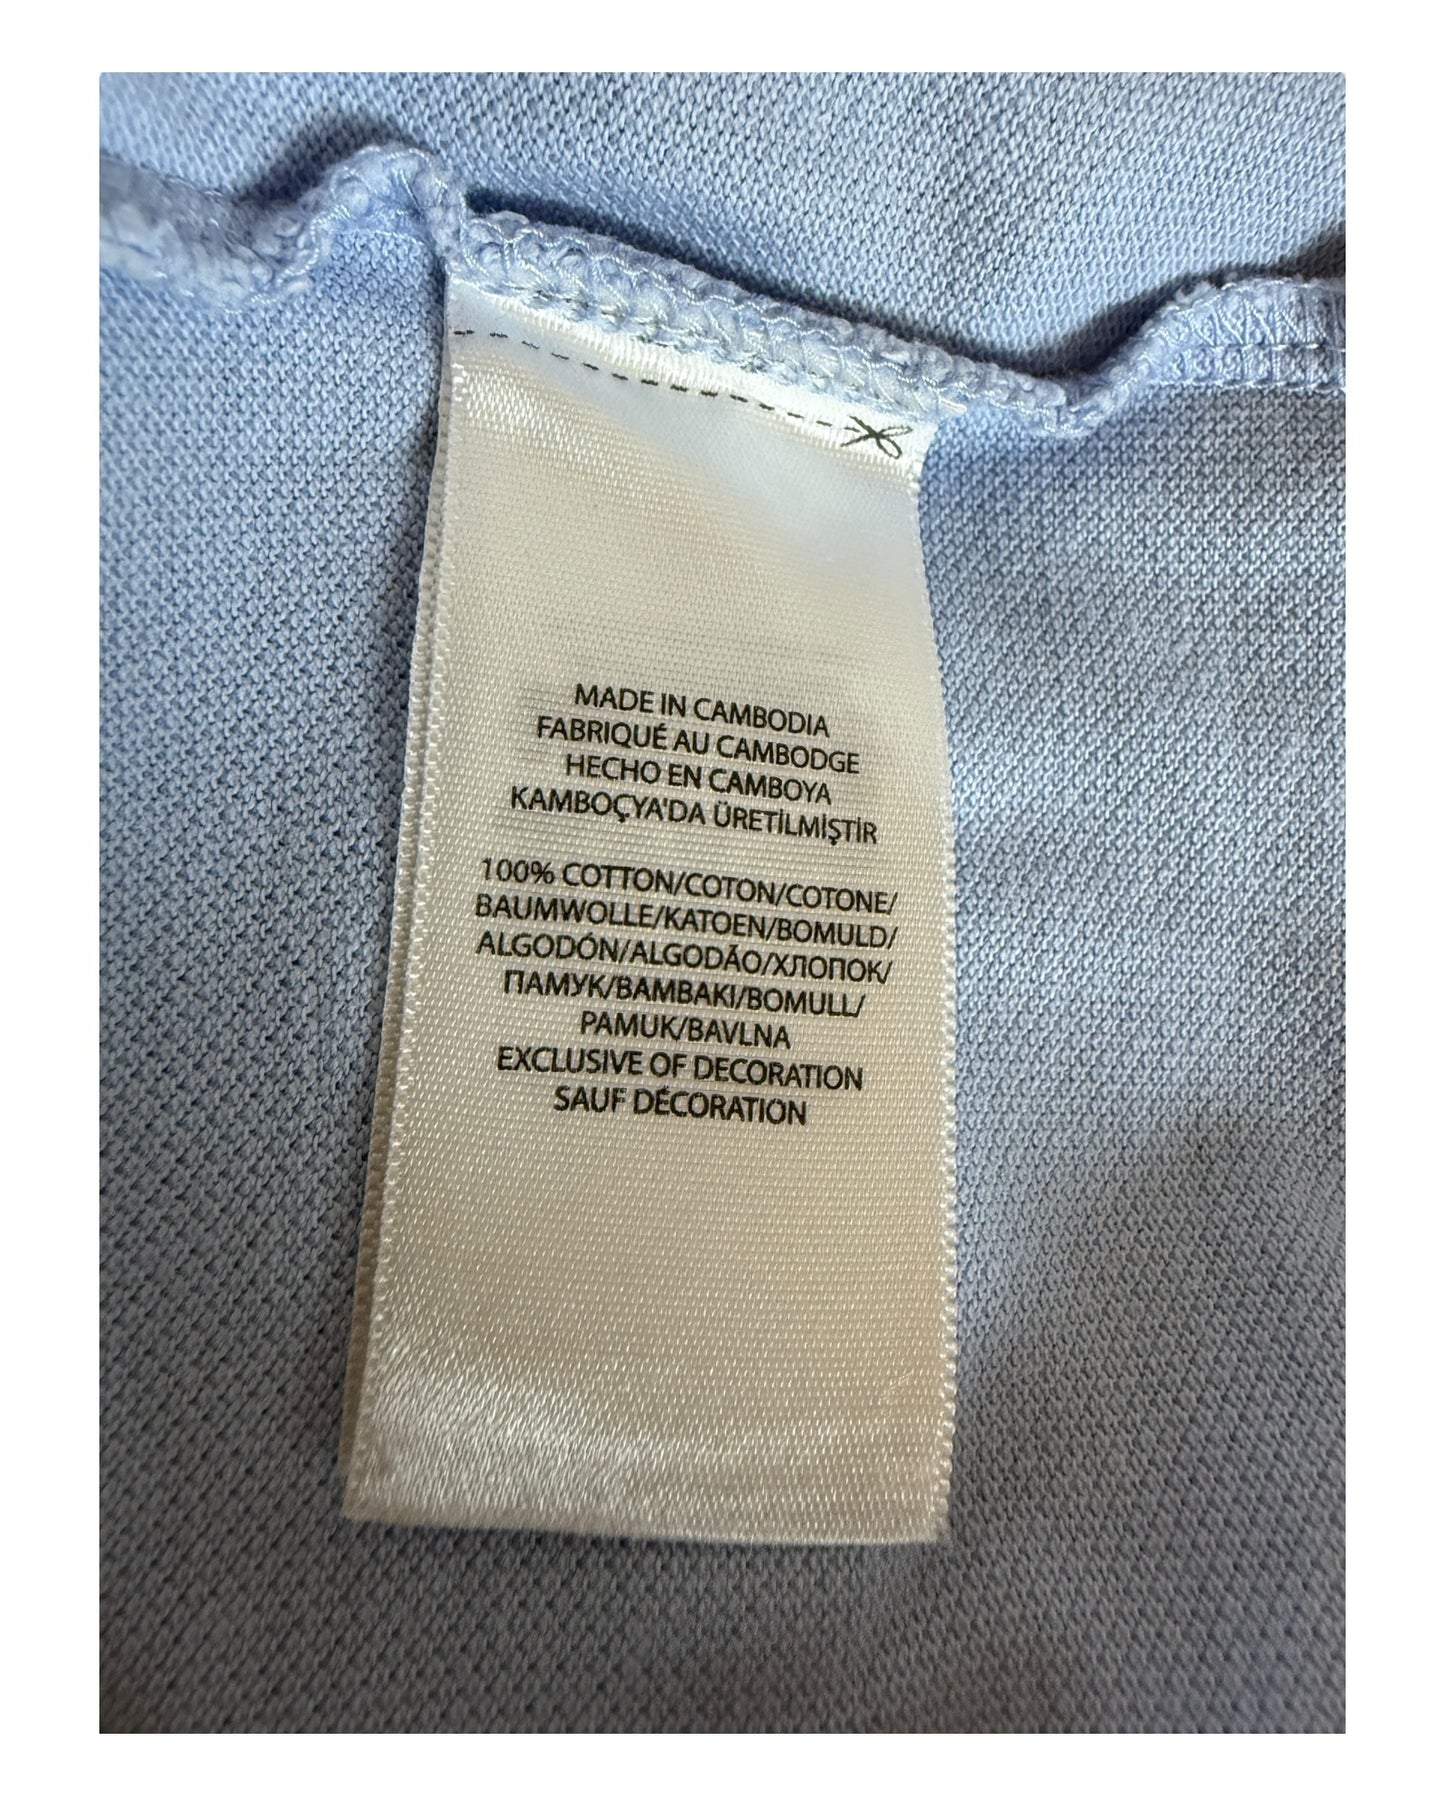 MADE IN CAMBODIA
FABRIQUÉ AU CAMBODGE
HECHO EN CAMBOYA
KAMBOÇYA'DA ÜRETİLMİŞTİR
100% COTTON/COTON/COTONE/
BAUMWOLLE/KATOEN/BOMULD/
ALGODÓN/ALGODÃO/ХЛОПОК/
ПАМУК/ΒΑΜΒΑΚΙ/BOMULL/
PAMUK/BAVLNA
EXCLUSIVE OF DECORATION
SAUF DÉCORATION